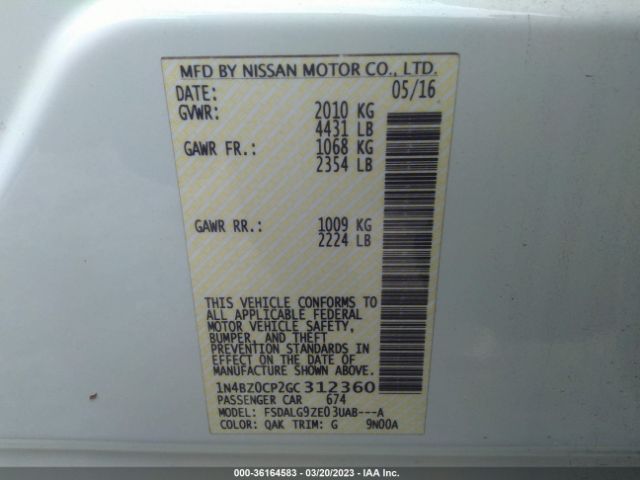 MFD BY NISSAN MOTOR CO., LTD.
DATE: 05/16
GVWR: 2010 KG
4431 LB
GAWR FR.: 1068 KG
2354 LB
GAWR RR.: 1009 KG
2224 LB
THIS VEHICLE CONFORMS TO
ALL APPLICABLE FEDERAL
MOTOR VEHICLE SAFETY,
BUMPER, AND THEFT
PREVENTION STANDARDS IN
EFFECT ON THE DATE OF
MANUFACTURE SHOWN ABOVE.
1N4BZ0CP2GC312360
PASSENGER CAR 674
MODEL: FSDALG9ZE03UAB---A
COLOR: QAK TRIM: G 9N00A
000-36164583 - 03/20/2023 - IAA Inc.